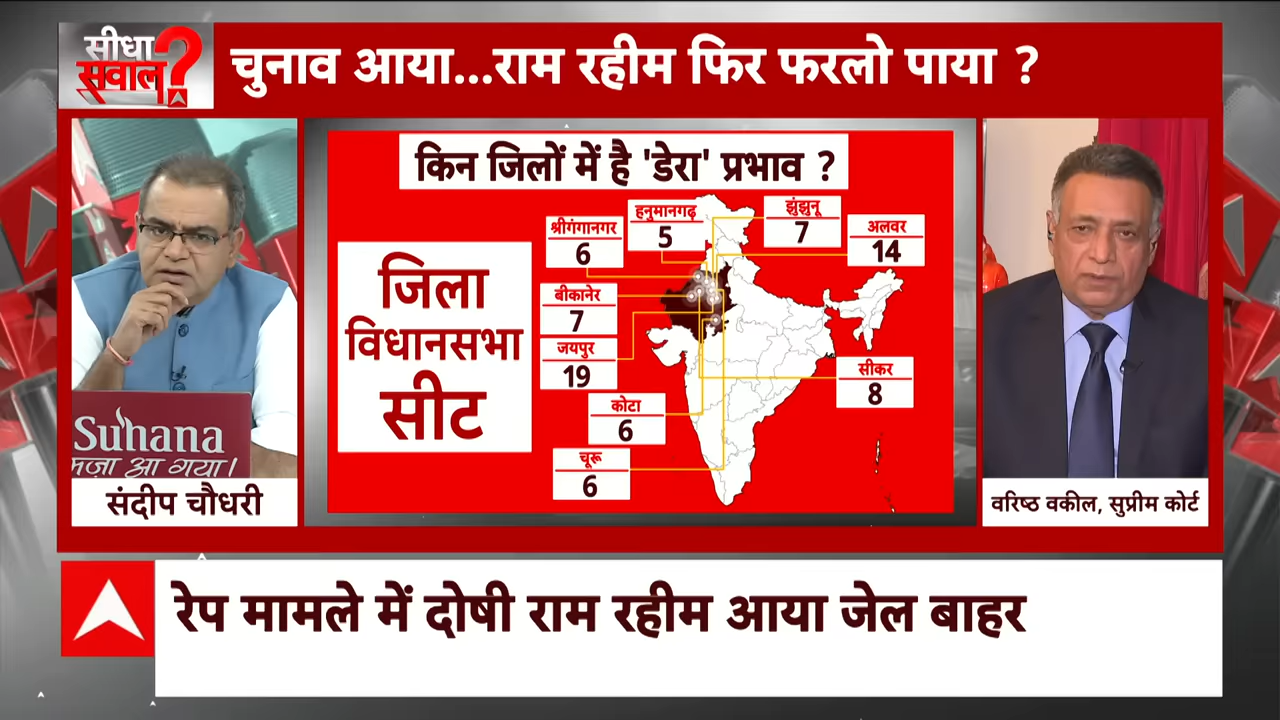 सीधा
सवाल?
चुनाव आया...राम रहीम फिर फरलो पाया ?
किन जिलों में है 'डेरा' प्रभाव ?
जिला
विधानसभा
सीट
श्रीगंगानगर
6
हनुमानगढ़
5
झुंझुनू
7
अलवर
14
बीकानेर
7
जयपुर
19
सीकर
8
कोटा
6
चूरू
6
Suhana
मज़ा आ गया।
संदीप चौधरी
वरिष्ठ वकील, सुप्रीम कोर्ट
रेप मामले में दोषी राम रहीम आया जेल बाहर